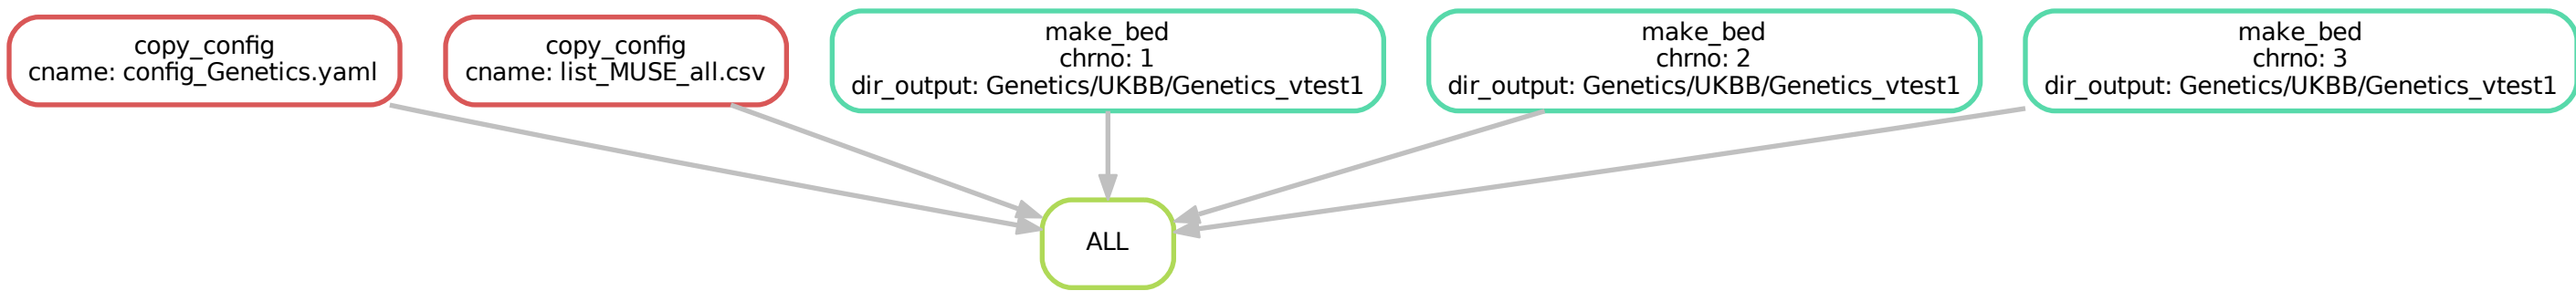 copy_config
cname: config_Genetics.yaml
copy_config
cname: list_MUSE_all.csv
make_bed
chrno: 1
dir_output: Genetics/UKBB/Genetics_vtest1
make_bed
chrno: 2
dir_output: Genetics/UKBB/Genetics_vtest1
make_bed
chrno: 3
dir_output: Genetics/UKBB/Genetics_vtest1
ALL